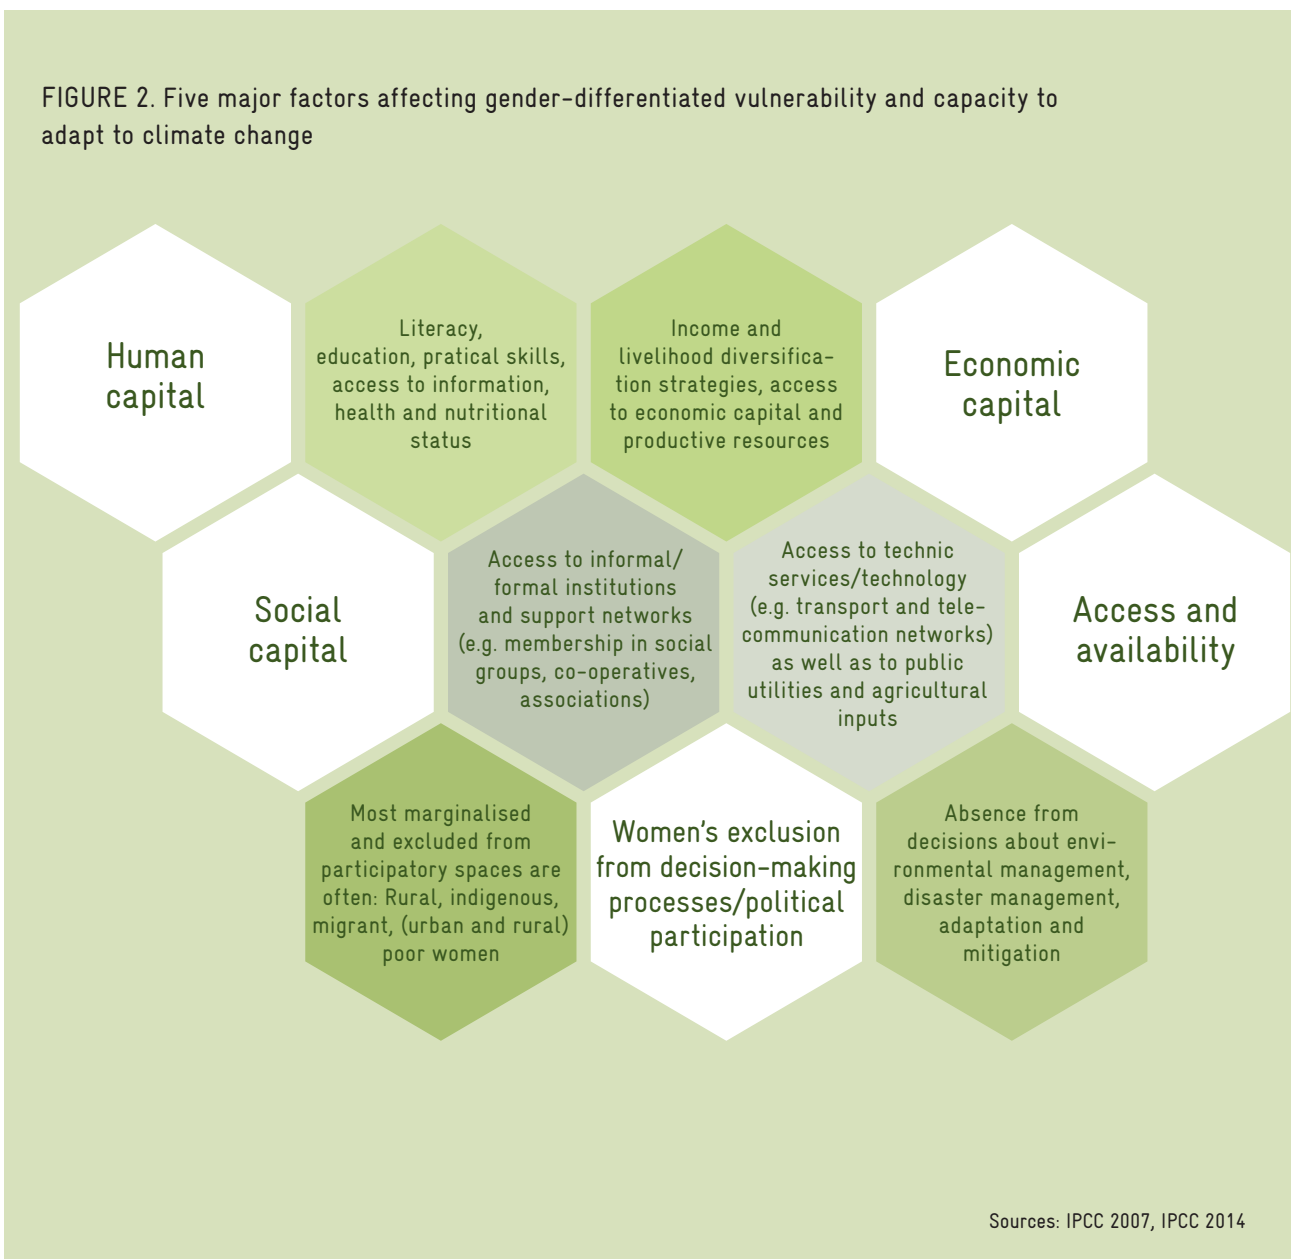 FIGURE 2. Five major factors affecting gender-differentiated vulnerability and capacity to
adapt to climate change
Human
capital
Literacy,
education, pratical skills,
access to information,
health and nutritional
status
Income and
livelihood diversifica-
tion strategies, access
to economic capital and
productive resources
Economic
capital
Social
capital
Access to informal/
formal institutions
and support networks
(e.g. membership in social
groups, co-operatives,
associations)
Access to technic
services/technology
(e.g. transport and tele-
communication networks)
as well as to public
utilities and agricultural
inputs
Access and
availability
Most marginalised
and excluded from
participatory spaces are
often: Rural, indigenous,
migrant, (urban and rural)
poor women
Women's exclusion
from decision-making
processes/political
participation
Absence from
decisions about envi-
ronmental management,
disaster management,
adaptation and
mitigation
Sources: IPCC 2007, IPCC 2014